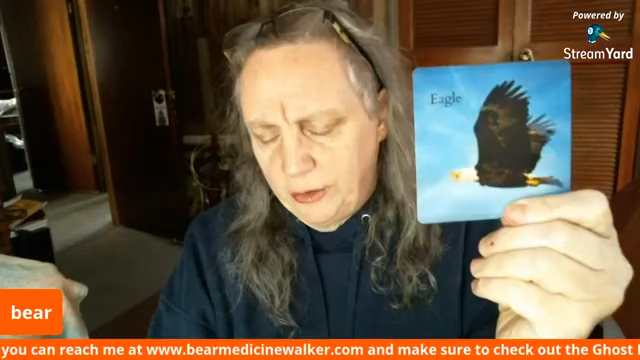 Powered by
StreamYard
Eagle
bear
you can reach me at www.bearmedicinewalker.com and make sure to check out the Ghost